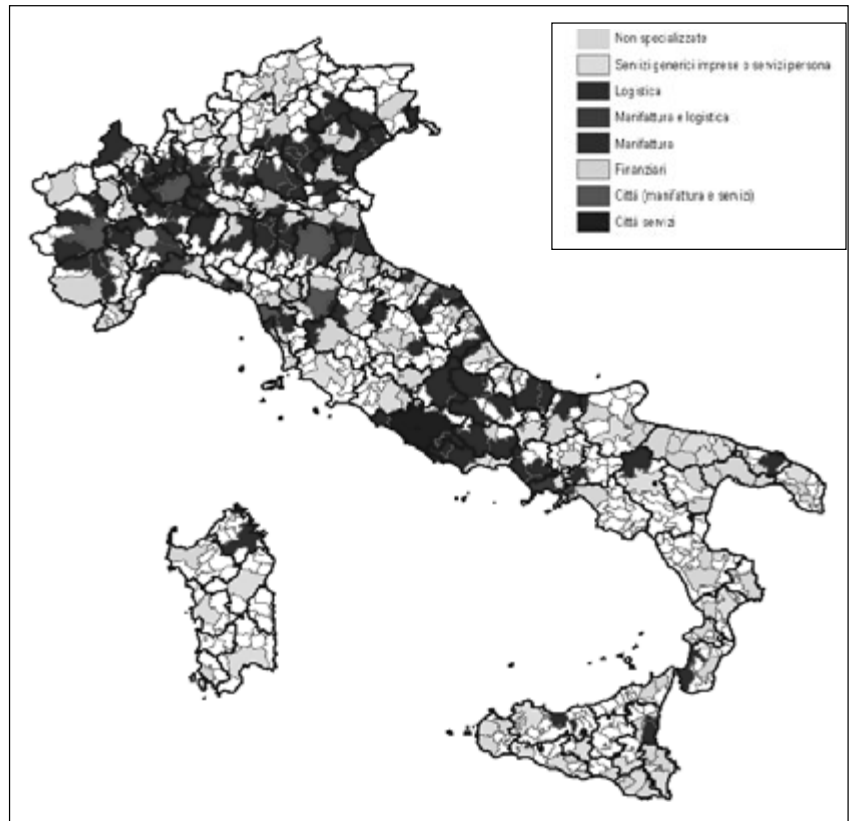 Non specializzate
Servizi generici imprese o servizi persona
Logistica
Manifattura e logistica
Manifattura
Finanziari
Città (manifattura e servizi)
Città servizi